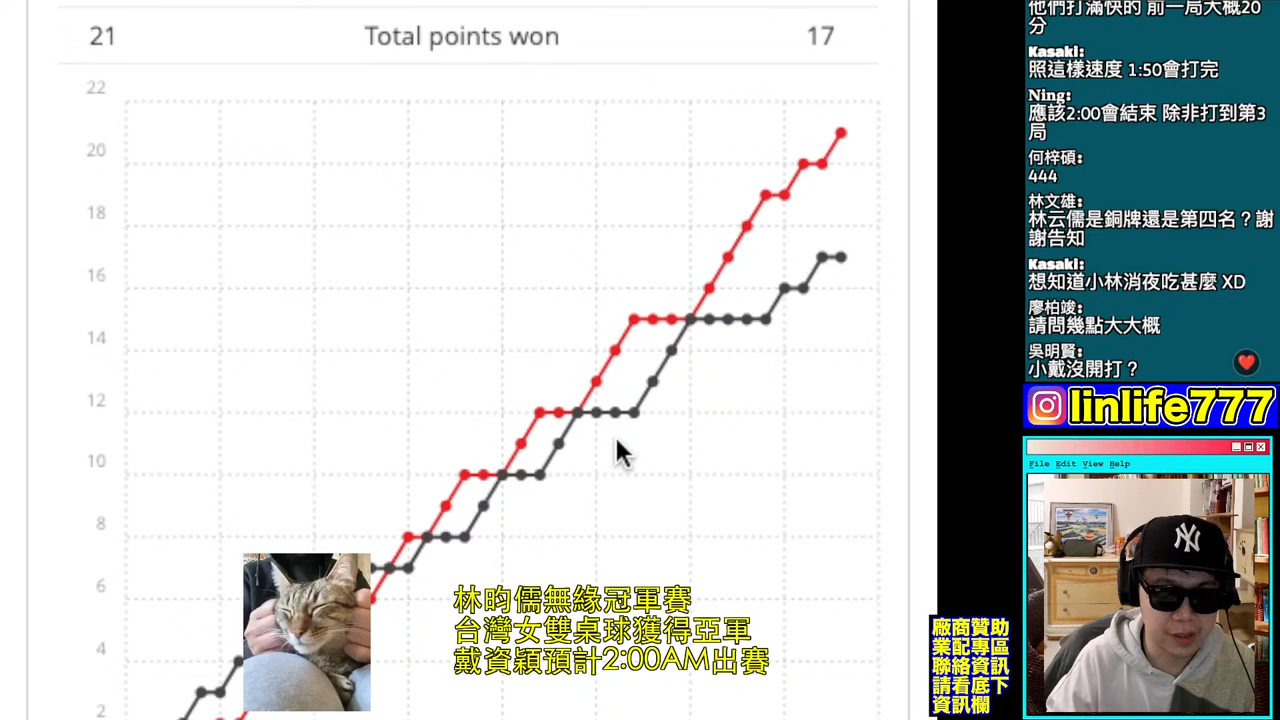 21 Total points won 17
22
20
18
16
14
12
10
8
6
4
2
林昀儒無緣冠軍賽
台灣女雙桌球獲得亞軍
戴資穎預計2:00AM出賽
他們打滿快的 前一局大概20
分
Kasaki:
照這樣速度 1:50會打完
Ning:
應該2:00會結束 除非打到第3
局
何梓碩:
444
林文雄:
林云儒是銅牌還是第四名？謝
謝告知
Kasaki:
想知道小林消夜吃甚麼 XD
廖柏竣:
請問幾點大大概
吳明賢:
小戴沒開打？
linlife777
File Edit View Help
NY
廠商贊助
業配專區
聯絡資訊
請看底下
資訊欄